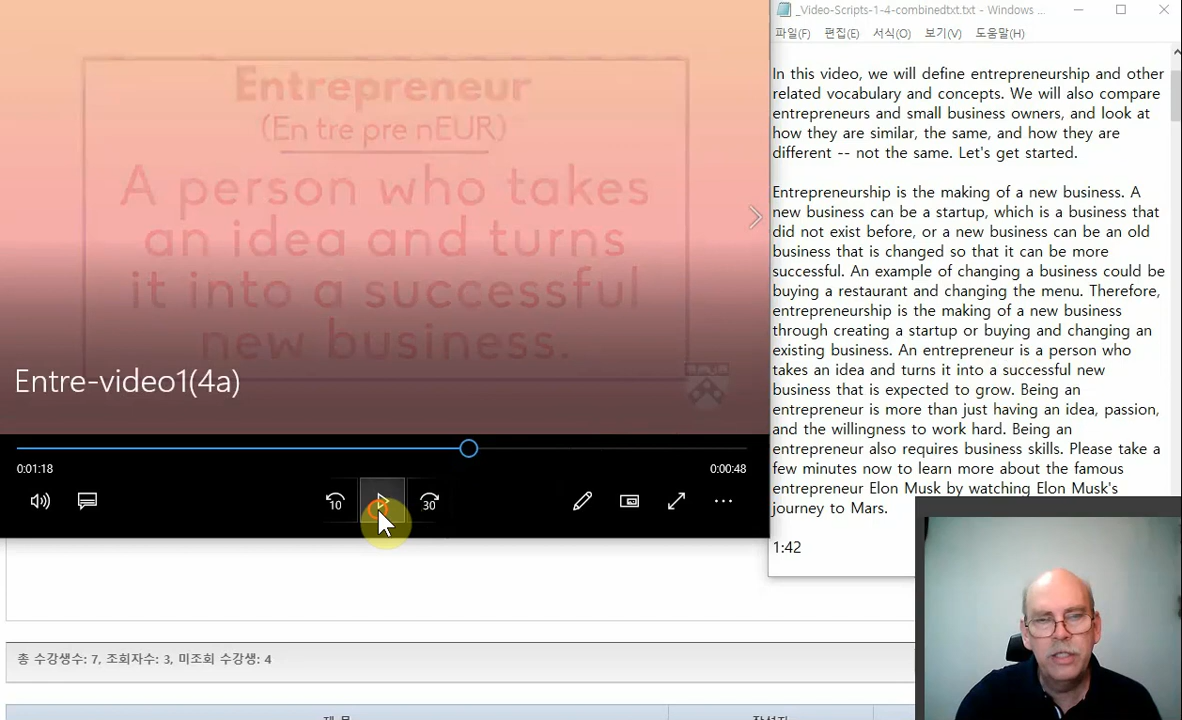 Entrepreneur
(En tre pre nEUR)
A person who takes
an idea and turns
it into a successful
new business.
Entre-video1(4a)
0:01:18
0:00:48
10
30
_Video-Scripts-1-4-combinedtxt.txt - Windows ...
파일(F) 편집(E) 서식(O) 보기(V) 도움말(H)
In this video, we will define entrepreneurship and other
related vocabulary and concepts. We will also compare
entrepreneurs and small business owners, and look at
how they are similar, the same, and how they are
different -- not the same. Let's get started.
Entrepreneurship is the making of a new business. A
new business can be a startup, which is a business that
did not exist before, or a new business can be an old
business that is changed so that it can be more
successful. An example of changing a business could be
buying a restaurant and changing the menu. Therefore,
entrepreneurship is the making of a new business
through creating a startup or buying and changing an
existing business. An entrepreneur is a person who
takes an idea and turns it into a successful new
business that is expected to grow. Being an
entrepreneur is more than just having an idea, passion,
and the willingness to work hard. Being an
entrepreneur also requires business skills. Please take a
few minutes now to learn more about the famous
entrepreneur Elon Musk by watching Elon Musk's
journey to Mars.
1:42
총 수강생수: 7, 조회자수: 3, 미조회 수강생: 4
제 목
작성자